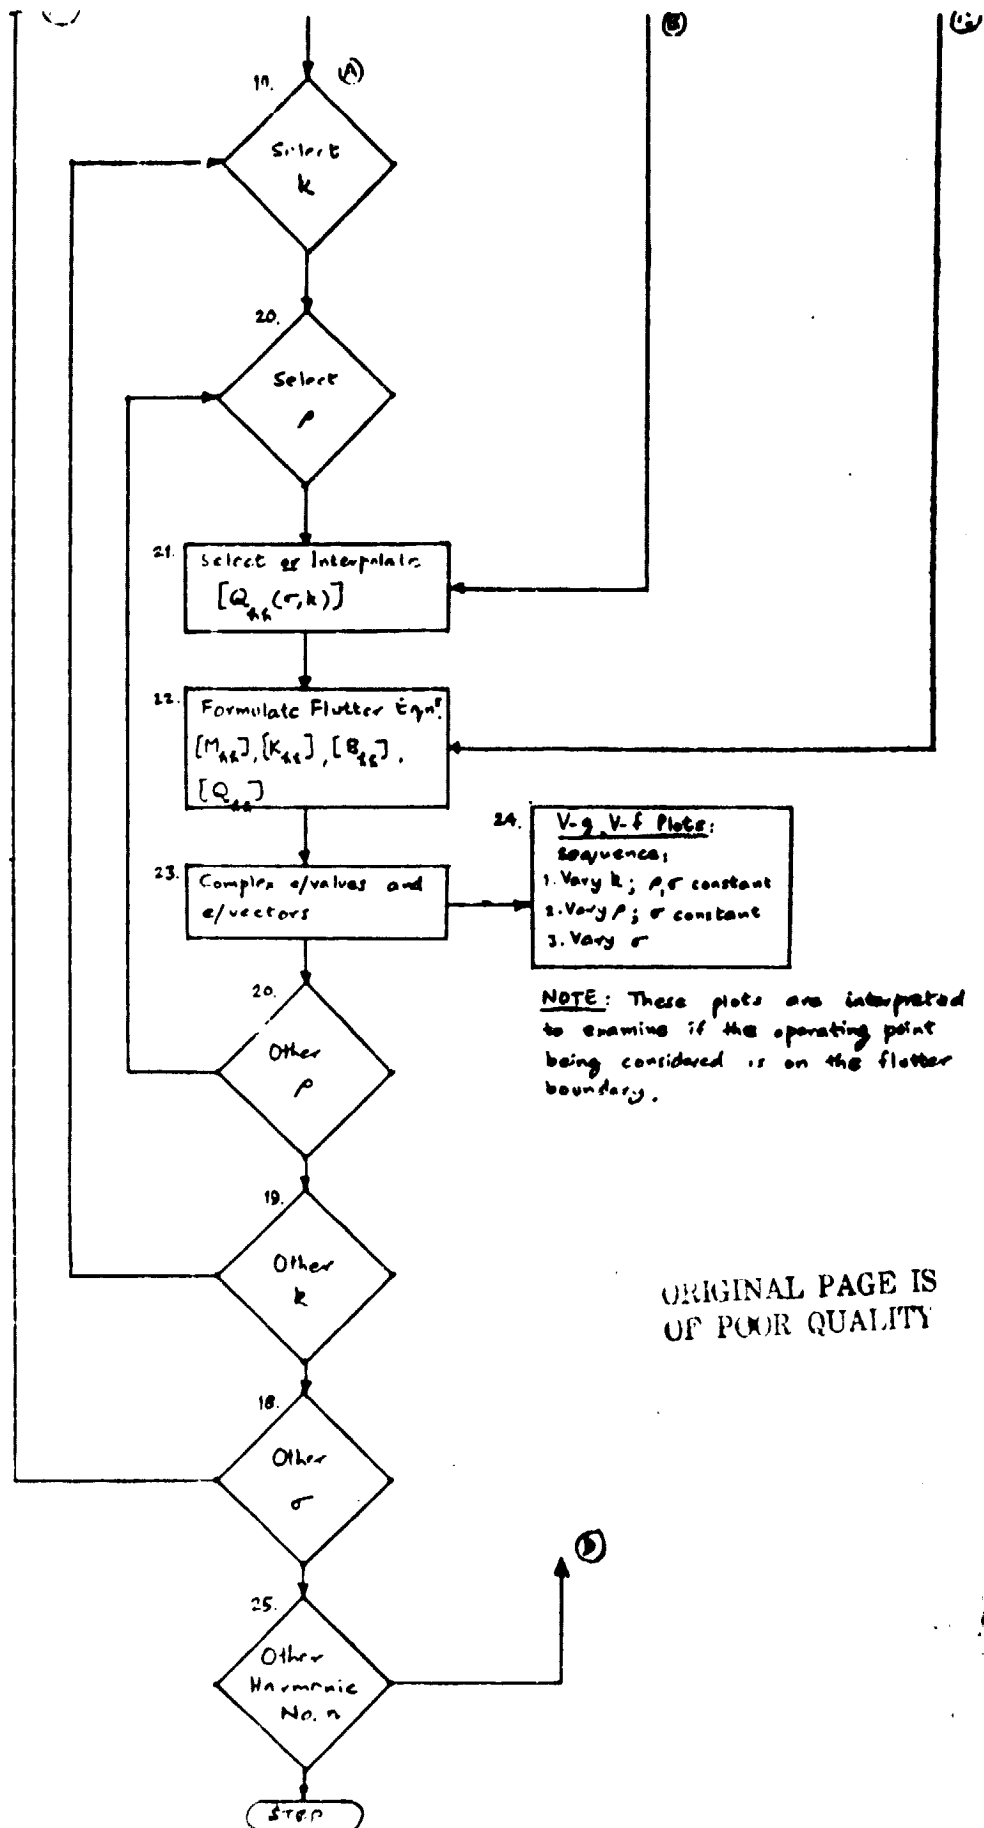 (A)
(B)
19.
Select
k
20.
Select
ρ
21.
Select or Interpolate
[Q_hh (σ,k)]
22.
Formulate Flutter Eqns.
[M_hh], [K_hh], [B_hh],
[Q_hh]
23.
Complex e/values and
e/vectors
24.
V-g, V-f Plots:
sequence;
1. Vary k; ρ,σ constant
2. Vary ρ; σ constant
3. Vary σ
NOTE: These plots are interpreted
to examine if the operating point
being considered is on the flutter
boundary.
20.
Other
ρ
19.
Other
k
ORIGINAL PAGE IS
OF POOR QUALITY
18.
Other
σ
(D)
25.
Other
Harmonic
No. n